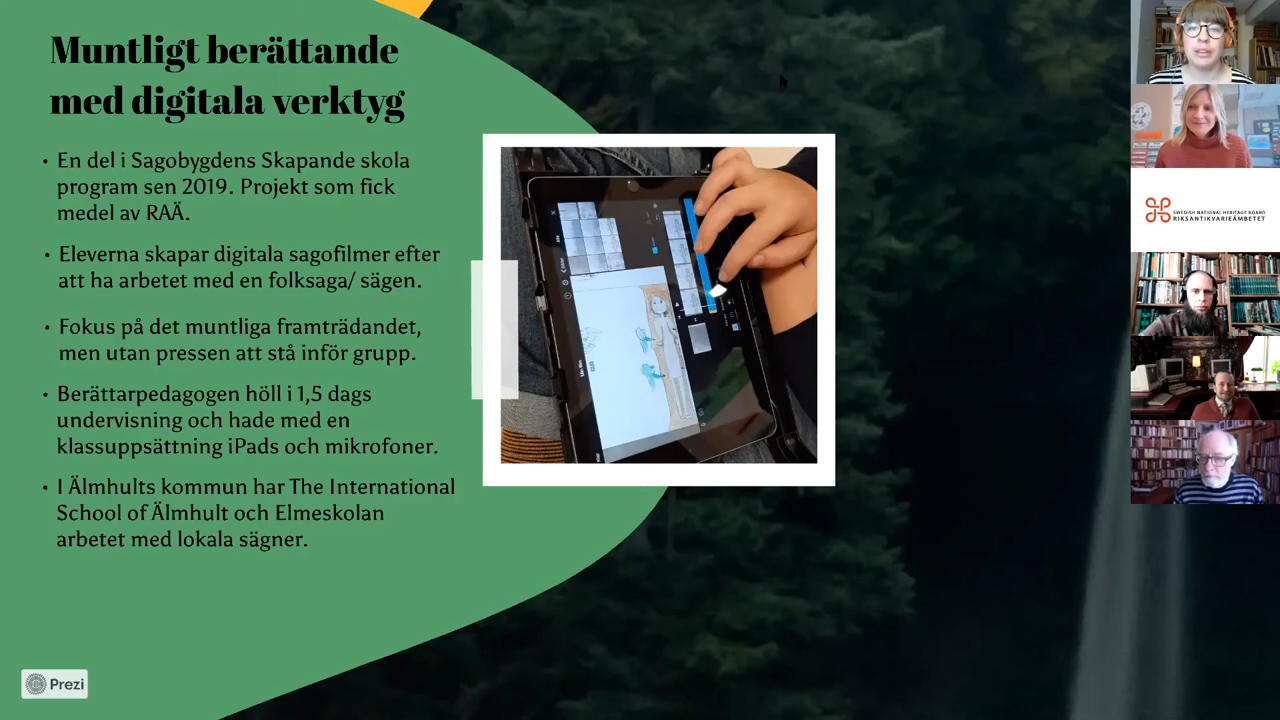 Muntligt berättande
med digitala verktyg
• En del i Sagobygdens Skapande skola
program sen 2019. Projekt som fick
medel av RAÄ.
• Eleverna skapar digitala sagofilmer efter
att ha arbetet med en folksaga/ sägen.
• Fokus på det muntliga framträdandet,
men utan pressen att stå inför grupp.
• Berättarpedagogen höll i 1,5 dags
undervisning och hade med en
klassuppsättning iPads och mikrofoner.
• I Älmhults kommun har The International
School of Älmhult och Elmeskolan
arbetet med lokala sägner.
SWEDISH NATIONAL HERITAGE BOARD
RIKSANTIKVARIEÄMBETET
Prezi